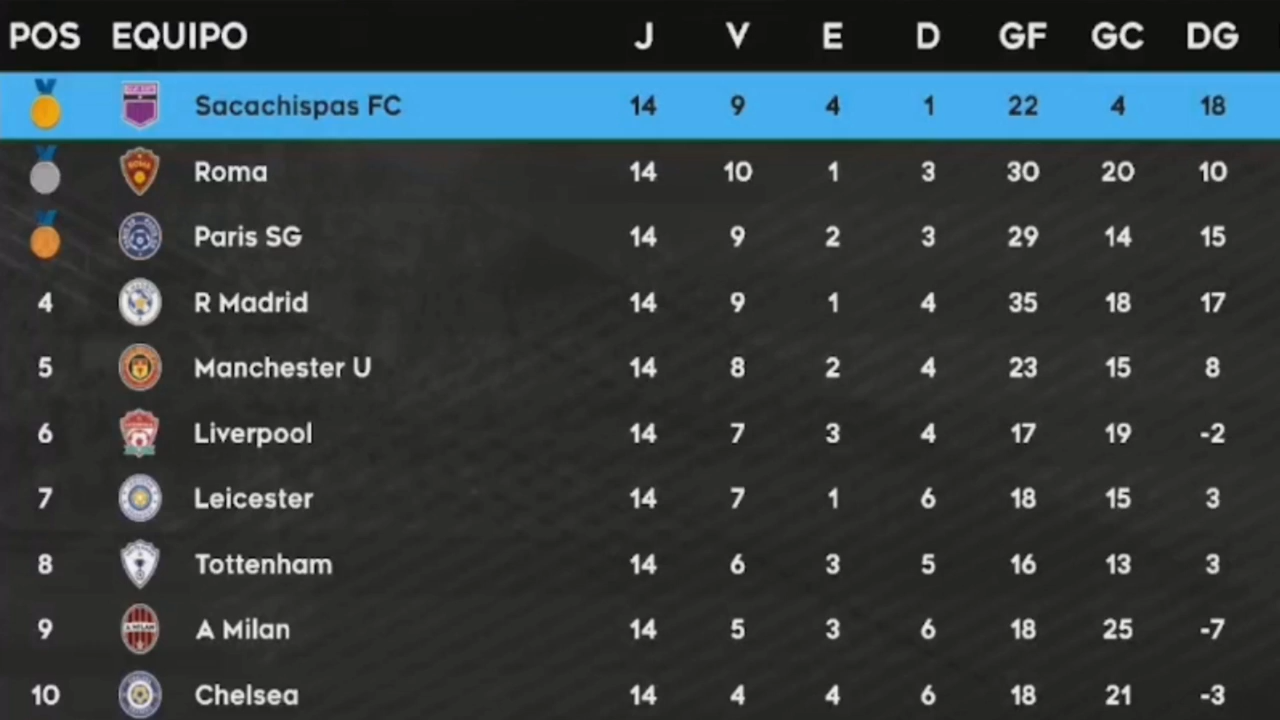 POS EQUIPO J V E D GF GC DG
Sacachispas FC 14 9 4 1 22 4 18
Roma 14 10 1 3 30 20 10
Paris SG 14 9 2 3 29 14 15
4 R Madrid 14 9 1 4 35 18 17
5 Manchester U 14 8 2 4 23 15 8
6 Liverpool 14 7 3 4 17 19 -2
7 Leicester 14 7 1 6 18 15 3
8 Tottenham 14 6 3 5 16 13 3
9 A Milan 14 5 3 6 18 25 -7
10 Chelsea 14 4 4 6 18 21 -3